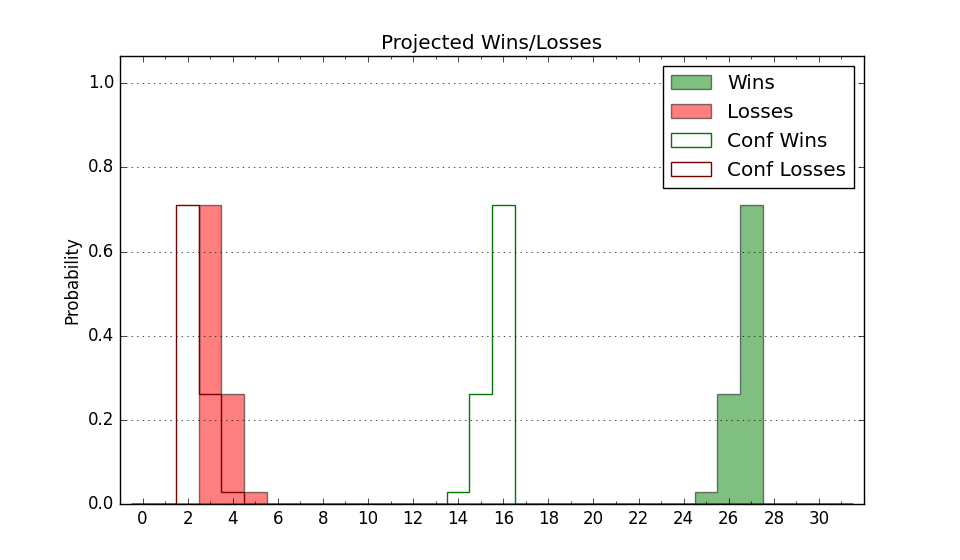 Projected Wins/Losses
Wins
Losses
Conf Wins
Conf Losses
Probability
1.0
0.8
0.6
0.4
0.2
0.0
0 2 4 6 8 10 12 14 16 18 20 22 24 26 28 30